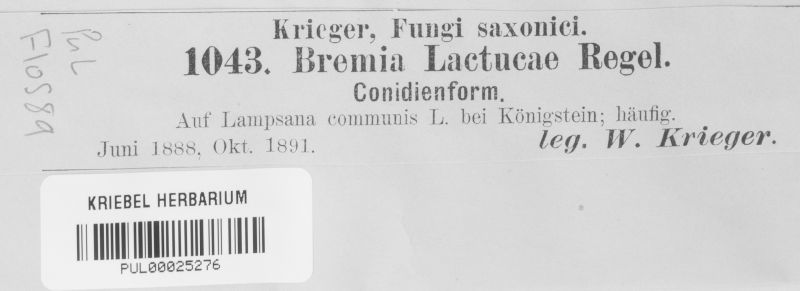 Krieger, Fungi saxonici.
1043. Bremia Lactucae Regel.
Conidienform.
Auf Lampsana communis L. bei Königstein; häufig.
Juni 1888, Okt. 1891.
leg. W. Krieger.
PuL
F10589
KRIEBEL HERBARIUM
PUL00025276